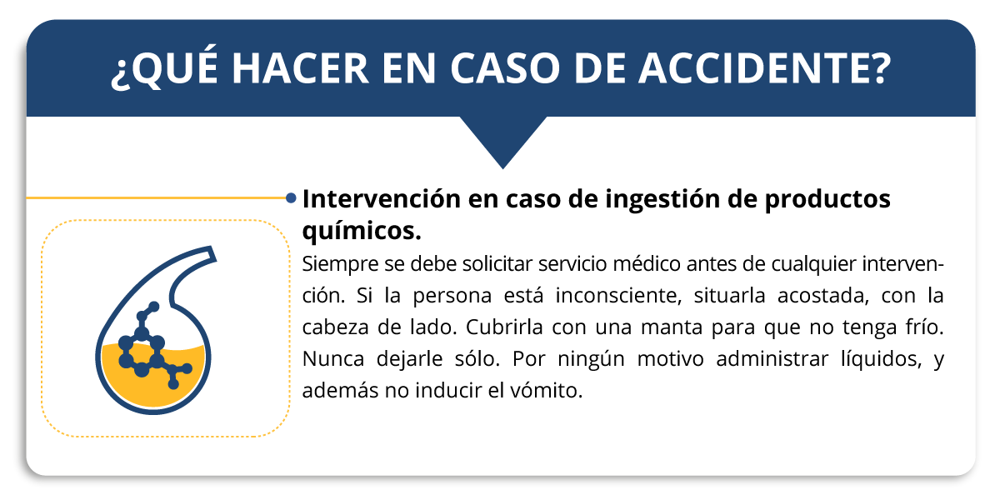 ¿QUÉ HACER EN CASO DE ACCIDENTE?
Intervención en caso de ingestión de productos
químicos.
Siempre se debe solicitar servicio médico antes de cualquier interven-
ción. Si la persona está inconsciente, situarla acostada, con la
cabeza de lado. Cubrirla con una manta para que no tenga frío.
Nunca dejarle sólo. Por ningún motivo administrar líquidos, y
además no inducir el vómito.